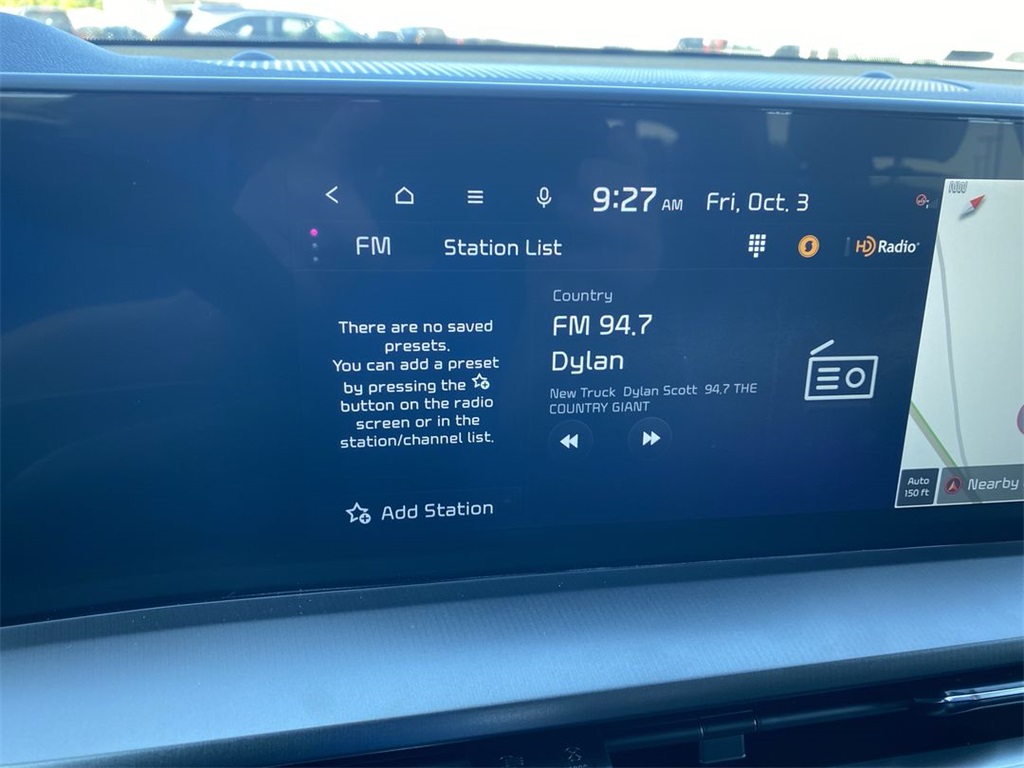 9:27 AM Fri, Oct. 3
NW
FM Station List
HD Radio
Country
FM 94.7
Dylan
New Truck Dylan Scott 94.7 THE
COUNTRY GIANT
There are no saved
presets.
You can add a preset
by pressing the
button on the radio
screen or in the
station/channel list.
Add Station
Auto
150 ft
Nearby